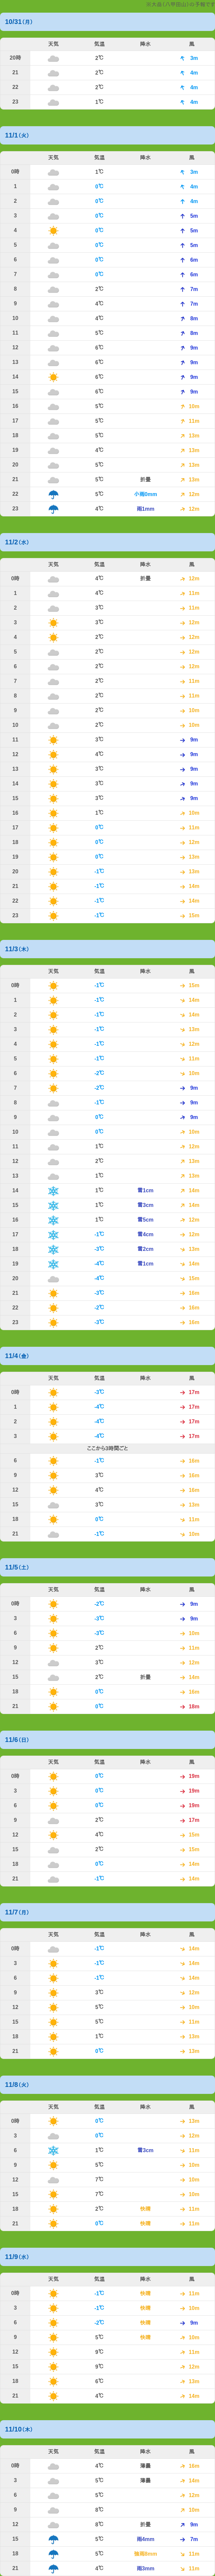 10/31（月）
天気 気温 降水 風
20時 2℃ 3m
21 2℃ 4m
22 2℃ 4m
23 1℃ 4m
11/1（火）
天気 気温 降水 風
0時 1℃ 3m
1 0℃ 4m
2 0℃ 4m
3 0℃ 5m
4 0℃ 5m
5 0℃ 5m
6 0℃ 6m
7 0℃ 6m
8 2℃ 7m
9 4℃ 7m
10 4℃ 8m
11 5℃ 8m
12 6℃ 9m
13 6℃ 9m
14 6℃ 9m
15 6℃ 9m
16 5℃ 10m
17 5℃ 11m
18 5℃ 13m
19 4℃ 13m
20 5℃ 13m
21 5℃ 折曇 13m
22 5℃ 小雨0mm 12m
23 4℃ 雨1mm 12m
11/2（水）
天気 気温 降水 風
0時 4℃ 折曇 12m
1 4℃ 11m
2 3℃ 11m
3 3℃ 12m
4 2℃ 12m
5 2℃ 12m
6 2℃ 12m
7 2℃ 11m
8 2℃ 11m
9 2℃ 10m
10 2℃ 10m
11 3℃ 9m
12 4℃ 9m
13 3℃ 9m
14 3℃ 9m
15 3℃ 9m
16 1℃ 10m
17 0℃ 11m
18 0℃ 12m
19 0℃ 13m
20 -1℃ 13m
21 -1℃ 14m
22 -1℃ 14m
23 -1℃ 15m
11/3（木）
天気 気温 降水 風
0時 -1℃ 15m
1 -1℃ 14m
2 -1℃ 14m
3 -1℃ 13m
4 -1℃ 12m
5 -1℃ 11m
6 -2℃ 10m
7 -2℃ 9m
8 -1℃ 9m
9 0℃ 9m
10 0℃ 10m
11 1℃ 12m
12 2℃ 13m
13 1℃ 13m
14 1℃ 雪1cm 14m
15 1℃ 雪3cm 14m
16 1℃ 雪5cm 12m
17 -1℃ 雪4cm 12m
18 -3℃ 雪2cm 13m
19 -4℃ 雪1cm 14m
20 -4℃ 15m
21 -3℃ 16m
22 -2℃ 16m
23 -3℃ 16m
11/4（金）
天気 気温 降水 風
0時 -3℃ 17m
1 -4℃ 17m
2 -4℃ 17m
3 -4℃ 17m
ここから3時間ごと
6 -1℃ 16m
9 3℃ 16m
12 4℃ 16m
15 3℃ 13m
18 0℃ 11m
21 -1℃ 10m
11/5（土）
天気 気温 降水 風
0時 -2℃ 9m
3 -3℃ 9m
6 -3℃ 10m
9 2℃ 11m
12 3℃ 12m
15 2℃ 折曇 14m
18 0℃ 16m
21 0℃ 18m
11/6（日）
天気 気温 降水 風
0時 0℃ 19m
3 0℃ 19m
6 0℃ 19m
9 2℃ 17m
12 4℃ 15m
15 2℃ 15m
18 0℃ 14m
21 -1℃ 14m
11/7（月）
天気 気温 降水 風
0時 -1℃ 14m
3 -1℃ 14m
6 -1℃ 14m
9 3℃ 12m
12 5℃ 10m
15 5℃ 11m
18 1℃ 13m
21 0℃ 13m
11/8（火）
天気 気温 降水 風
0時 0℃ 13m
3 0℃ 12m
6 1℃ 雪3cm 11m
9 5℃ 10m
12 7℃ 10m
15 7℃ 10m
18 2℃ 快晴 11m
21 0℃ 快晴 11m
11/9（水）
天気 気温 降水 風
0時 -1℃ 快晴 11m
3 -1℃ 快晴 10m
6 -2℃ 快晴 9m
9 5℃ 快晴 10m
12 9℃ 11m
15 9℃ 12m
18 6℃ 13m
21 4℃ 14m
11/10（木）
天気 気温 降水 風
0時 4℃ 薄曇 16m
3 5℃ 薄曇 14m
6 5℃ 12m
9 8℃ 10m
12 8℃ 折曇 9m
15 5℃ 雨4mm 7m
18 5℃ 強雨8mm 11m
21 4℃ 雨3mm 11m